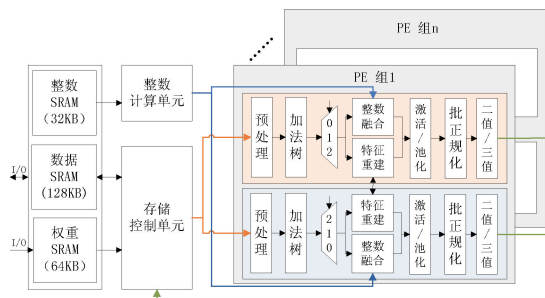 PE 组n
PE 组1
整数
SRAM
(32KB)
整数
计算单元
I/O
数据
SRAM
(128KB)
存储
控制单元
I/O
权重
SRAM
(64KB)
预处理
加法树
0
1
2
整数
融合
特征
重建
激活/池化
批正规化
二值/三值
预处理
加法树
2
1
0
特征
重建
整数
融合
激活/池化
批正规化
二值/三值